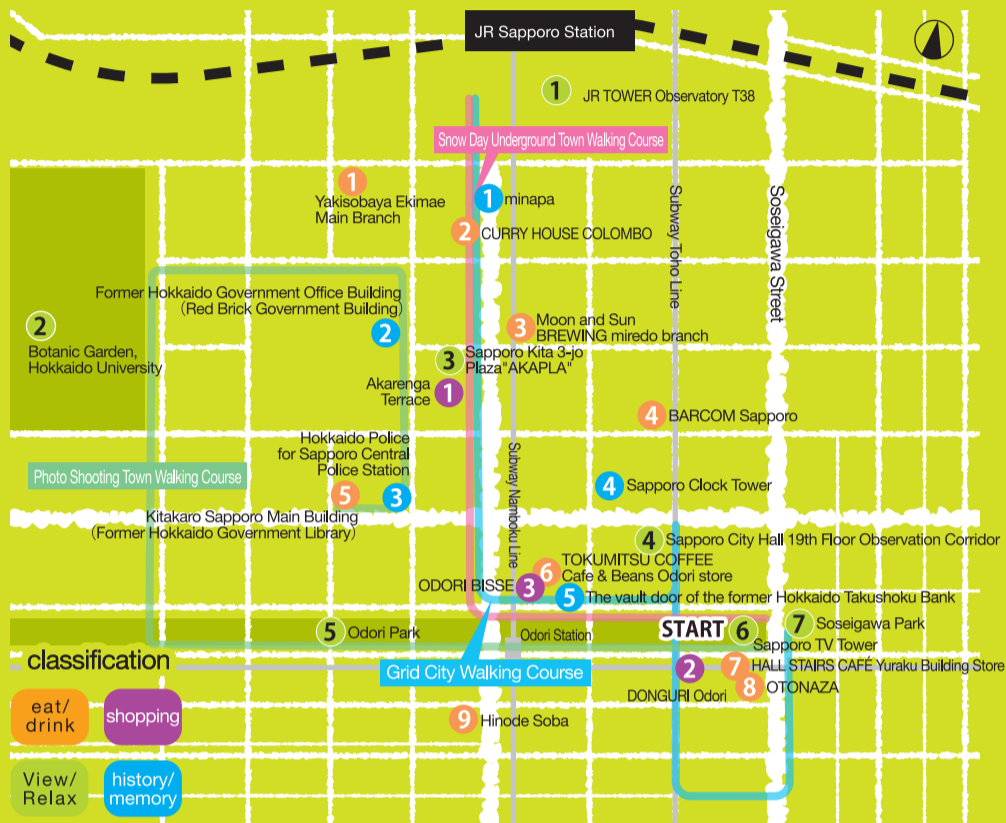 JR Sapporo Station
1
JR TOWER Observatory T38
Snow Day Underground Town Walking Course
1
Yakisobaya Ekimae
Main Branch
1
minapa
2
CURRY HOUSE COLOMBO
Subway Toho Line
Soseigawa Street
Former Hokkaido Government Office Building
(Red Brick Government Building)
2
2
Botanic Garden,
Hokkaido University
3
Moon and Sun
BREWING miredo branch
3
Sapporo Kita 3-jo
Plaza"AKAPLA"
Akarenga
Terrace
1
4
BARCOM Sapporo
Hokkaido Police
for Sapporo Central
Police Station
3
Photo Shooting Town Walking Course
5
Kitakaro Sapporo Main Building
(Former Hokkaido Government Library)
Subway Namboku Line
4
Sapporo Clock Tower
4
Sapporo City Hall 19th Floor Observation Corridor
6
TOKUMITSU COFFEE
Cafe & Beans Odori store
ODORI BISSE
3
5
The vault door of the former Hokkaido Takushoku Bank
5
Odori Park
Odori Station
START
6
Sapporo TV Tower
7
Soseigawa Park
Grid City Walking Course
2
DONGURI Odori
7
HALL STAIRS CAFÉ Yuraku Building Store
8
OTONAZA
9
Hinode Soba
classification
eat/
drink
shopping
View/
Relax
history/
memory